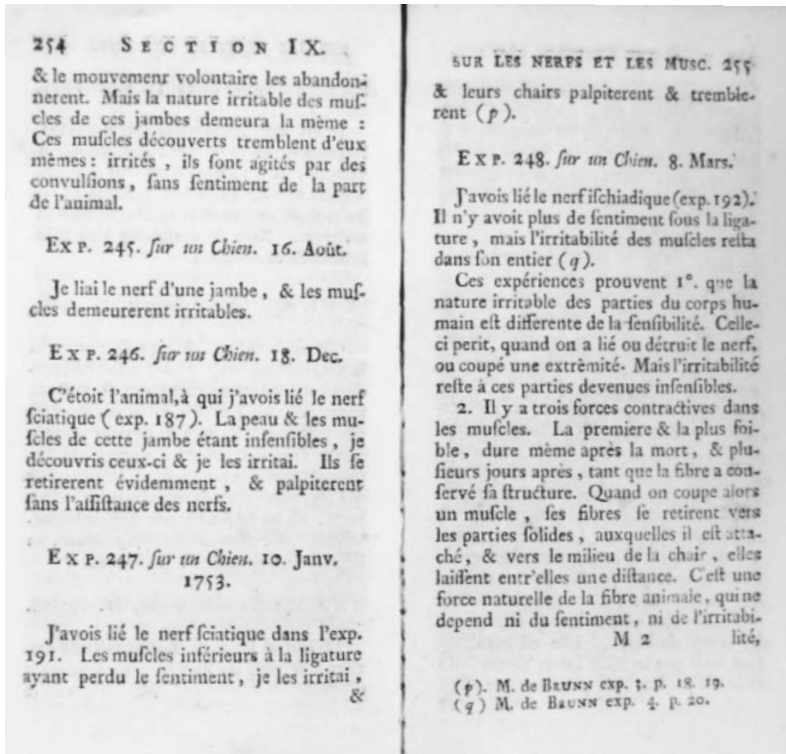 254 SECTION IX.
& le mouvement volontaire les abandon-
nerent. Mais la nature irritable des muſ-
cles de ces jambes demeura la mème :
Ces muſcles découverts tremblent d'eux
mèmes : irrités , ils ſont agités par des
convulſions , ſans ſentiment de la part
de l'animal.
EXP. 245. ſur un Chien. 16. Août.
Je liai le nerf d'une jambe , & les muſ-
cles demeurerent irritables.
EXP. 246. ſur un Chien. 18. Dec.
C'étoit l'animal, à qui j'avois lié le nerf
ſciatique ( exp. 187 ). La peau & les mu-
ſcles de cette jambe étant inſenſibles , je
découvris ceux-ci & je les irritai. Ils ſe
retirerent évidemment , & palpiterent
ſans l'aſſiſtance des nerfs.
EXP. 247. ſur un Chien. 10. Janv.
1753.
J'avois lié le nerf ſciatique dans l'exp.
191. Les muſcles inférieurs à la ligature
ayant perdu le ſentiment , je les irritai ,
&
SUR LES NERFS ET LES MUSC. 255
& leurs chairs palpiterent & tremble-
rent (p).
EXP. 248. ſur un Chien. 8. Mars.
J'avois lié le nerf iſchiadique (exp. 192).
Il n'y avoit plus de ſentiment ſous la liga-
ture , mais l'irritabilité des muſcles reſta
dans ſon entier (q).
Ces expériences prouvent 1°. que la
nature irritable des parties du corps hu-
main eſt differente de la ſenſibilité. Celle-
ci perit, quand on a lié ou détruit le nerf,
ou coupé une extrèmité. Mais l'irritabilité
reſte à ces parties devenues inſenſibles.
2. Il y a trois forces contractives dans
les muſcles. La premiere & la plus foi-
ble , dure mème après la mort , & plu-
ſieurs jours après , tant que la fibre a con-
ſervé ſa ſtructure. Quand on coupe alors
un muſcle , ſes fibres ſe retirent vers
les parties ſolides , auxquelles il eſt atta-
ché, & vers le milieu de la chair , elles
laiſſent entr'elles une diſtance. C'eſt une
force naturelle de la fibre animale, qui ne
depend ni du ſentiment , ni de l'irritabi-
M 2 lité,
(p). M. de BRUNN exp. 3. p. 18. 19.
(q) M. de BRUNN exp. 4. p. 20.